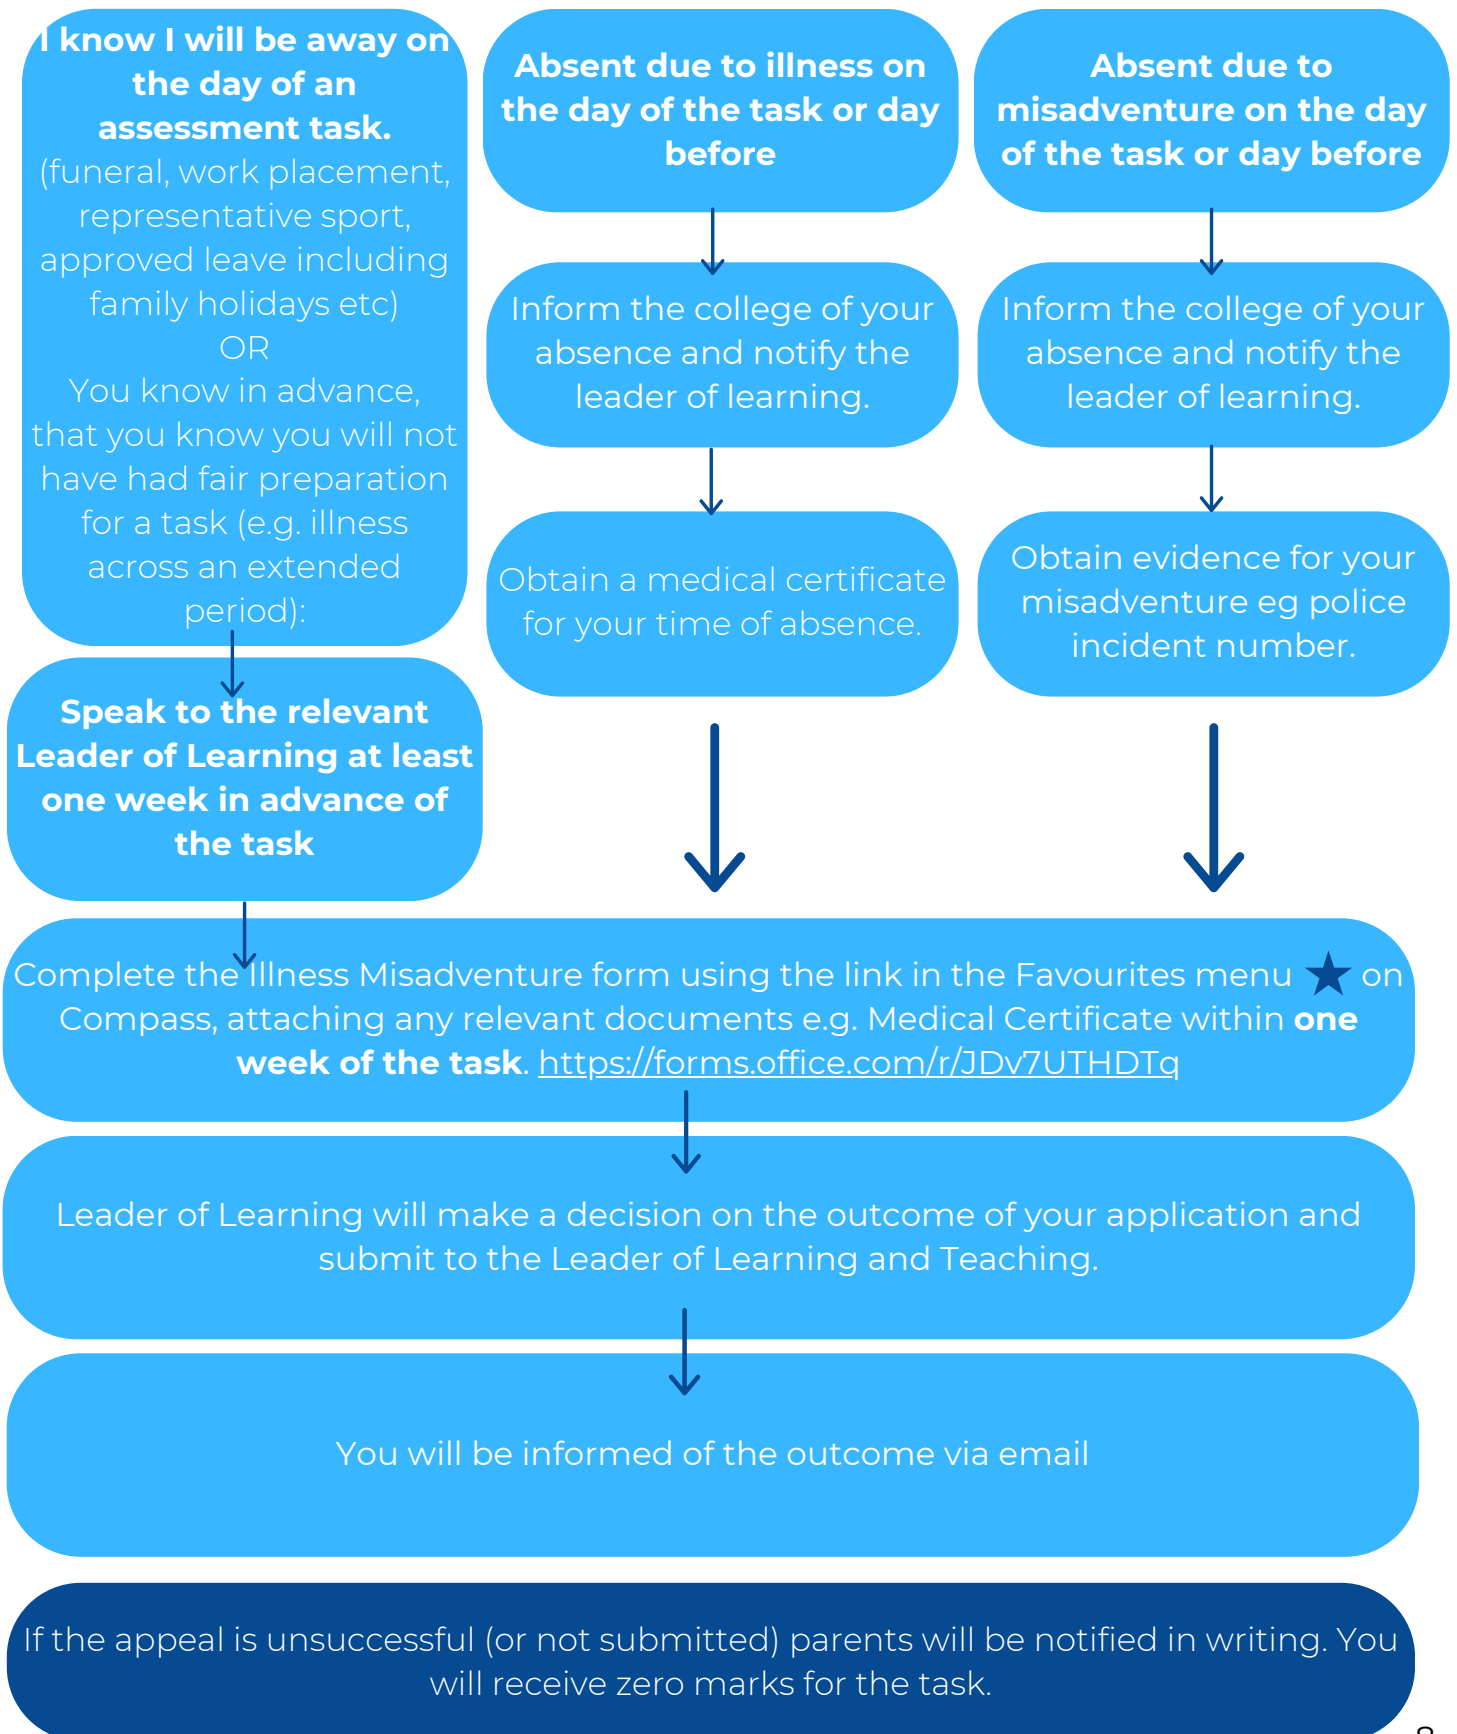 I know I will be away on
the day of an
assessment task.
(funeral, work placement,
representative sport,
approved leave including
family holidays etc)
OR
You know in advance,
that you know you will not
have had fair preparation
for a task (e.g. illness
across an extended
period):
Speak to the relevant
Leader of Learning at least
one week in advance of
the task
Absent due to illness on
the day of the task or day
before
Inform the college of your
absence and notify the
leader of learning.
Obtain a medical certificate
for your time of absence.
Absent due to
misadventure on the day
of the task or day before
Inform the college of your
absence and notify the
leader of learning.
Obtain evidence for your
misadventure eg police
incident number.
Complete the Illness Misadventure form using the link in the Favourites menu ★ on
Compass, attaching any relevant documents e.g. Medical Certificate within one
week of the task. https://forms.office.com/r/JDv7UTHDTq
Leader of Learning will make a decision on the outcome of your application and
submit to the Leader of Learning and Teaching.
You will be informed of the outcome via email
If the appeal is unsuccessful (or not submitted) parents will be notified in writing. You
will receive zero marks for the task.